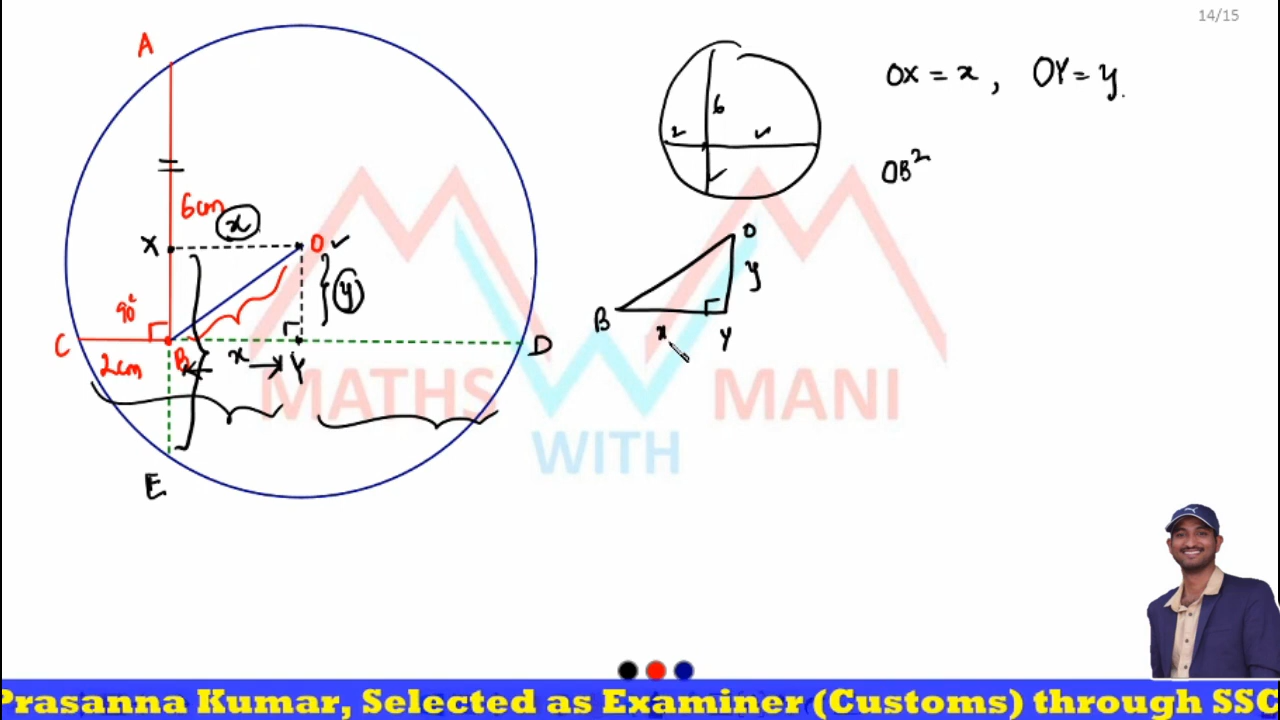 14/15
A
6cm
x
X
O
y
90°
C
2cm
B
x
Y
D
E
2
6
OX = x, OY = y.
OB²
O
y
B
x
Y
MATHS
WITH
MANI
Prasanna Kumar, Selected as Examiner (Customs) through SSC